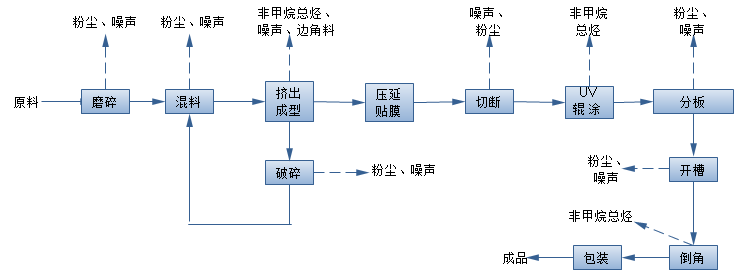 粉尘、噪声
粉尘、噪声
非甲烷总烃、
噪声、边角料
噪声、
粉尘
非甲烷
总烃
粉尘、
噪声
原料
磨碎
混料
挤出
成型
压延
贴膜
切断
UV
辊涂
分板
破碎
粉尘、噪声
粉尘、
噪声
开槽
非甲烷总烃
成品
包装
倒角